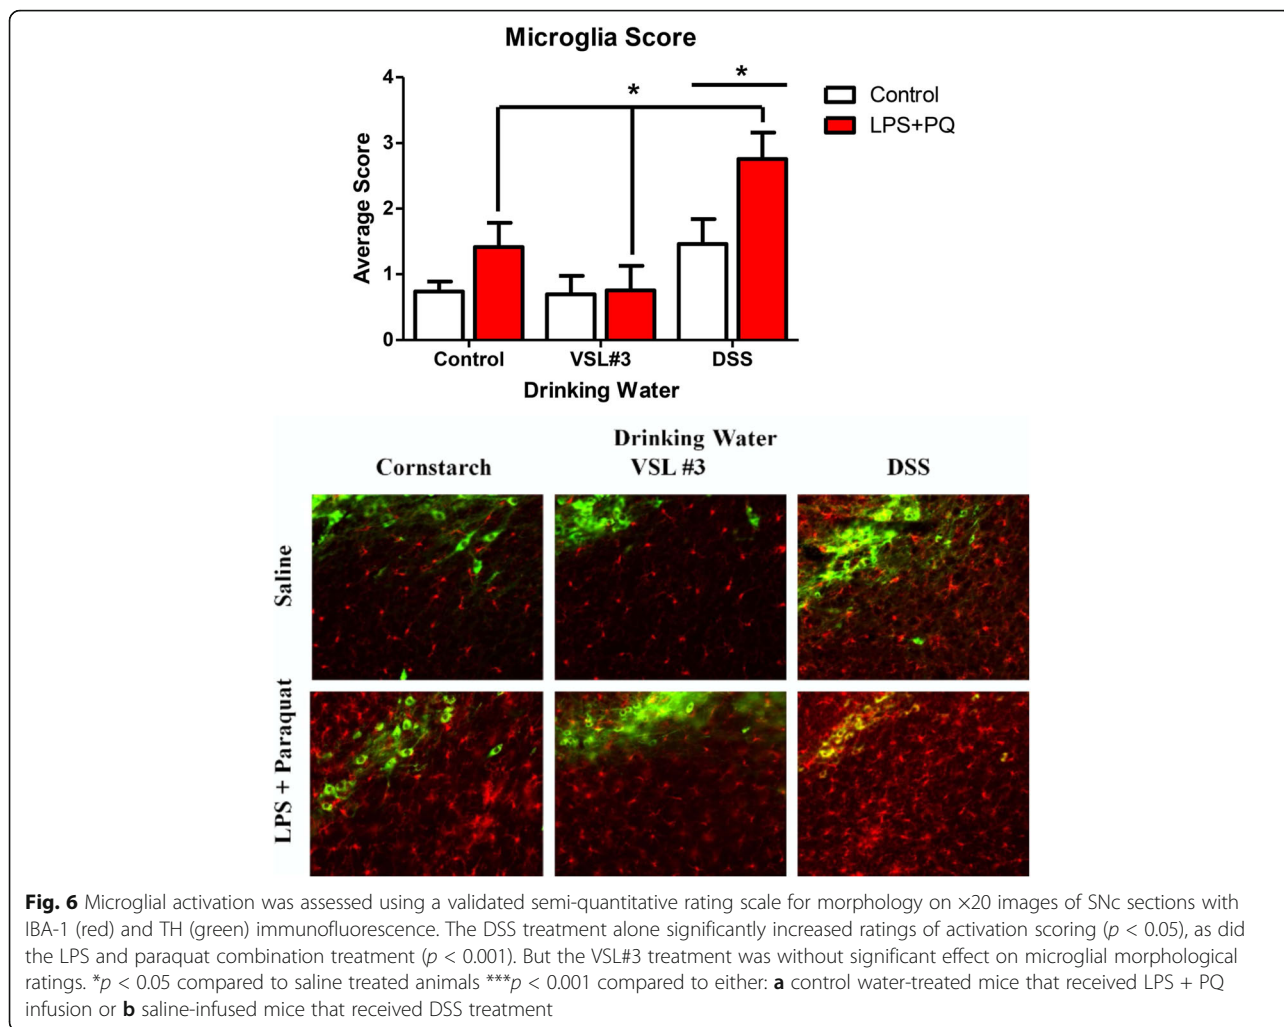 Microglia Score
*
*
4
3
2
1
0
Average Score
Control
LPS+PQ
Control VSL#3 DSS
Drinking Water
Drinking Water
Cornstarch VSL #3 DSS
Saline
LPS + Paraquat
Fig. 6 Microglial activation was assessed using a validated semi-quantitative rating scale for morphology on ×20 images of SNc sections with
IBA-1 (red) and TH (green) immunofluorescence. The DSS treatment alone significantly increased ratings of activation scoring (p < 0.05), as did
the LPS and paraquat combination treatment (p < 0.001). But the VSL#3 treatment was without significant effect on microglial morphological
ratings. *p < 0.05 compared to saline treated animals ***p < 0.001 compared to either: a control water-treated mice that received LPS + PQ
infusion or b saline-infused mice that received DSS treatment